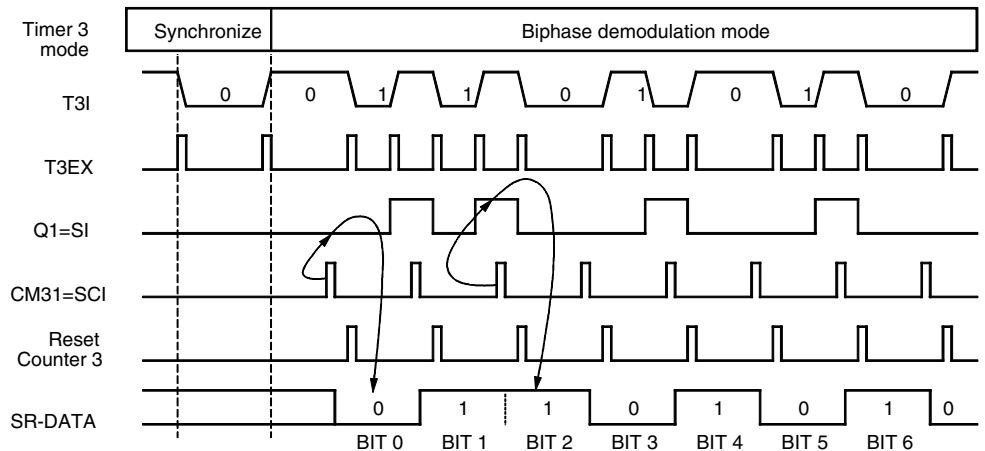 Timer 3
mode
Synchronize
Biphase demodulation mode
T3I
0 0 1 1 0 1 0 1 0
T3EX
Q1=SI
CM31=SCI
Reset
Counter 3
SR-DATA
0 1 1 0 1 0 1 0
BIT 0 BIT 1 BIT 2 BIT 3 BIT 4 BIT 5 BIT 6